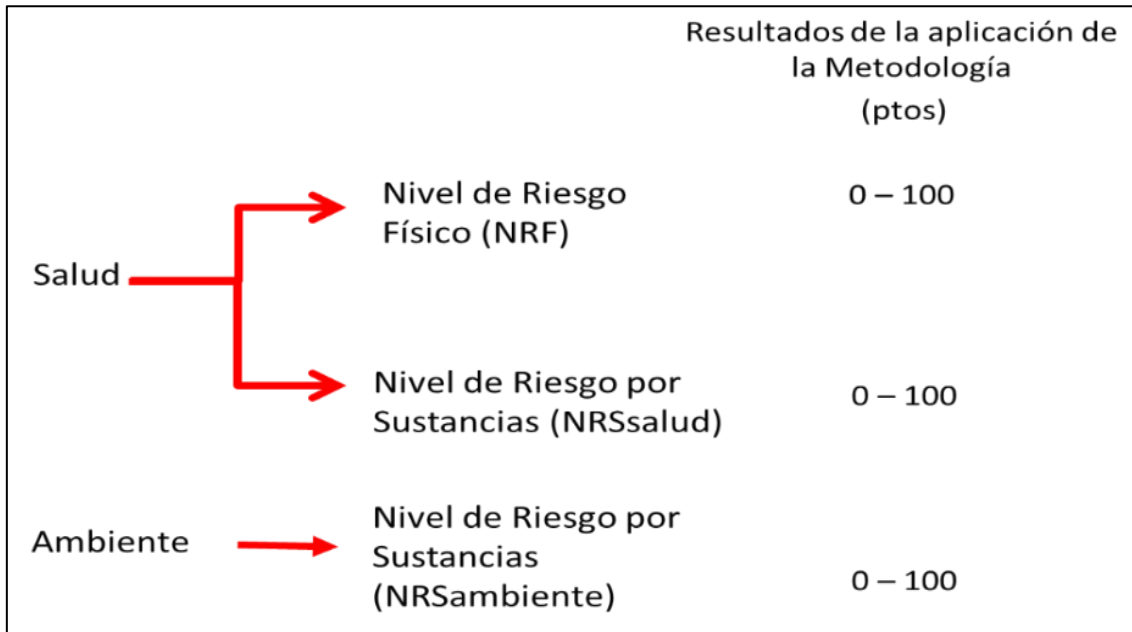 Resultados de la aplicación de
la Metodología
(ptos)
Salud
Nivel de Riesgo
Físico (NRF)
0 – 100
Nivel de Riesgo por
Sustancias (NRSsalud)
0 – 100
Ambiente
Nivel de Riesgo por
Sustancias
(NRSambiente)
0 – 100